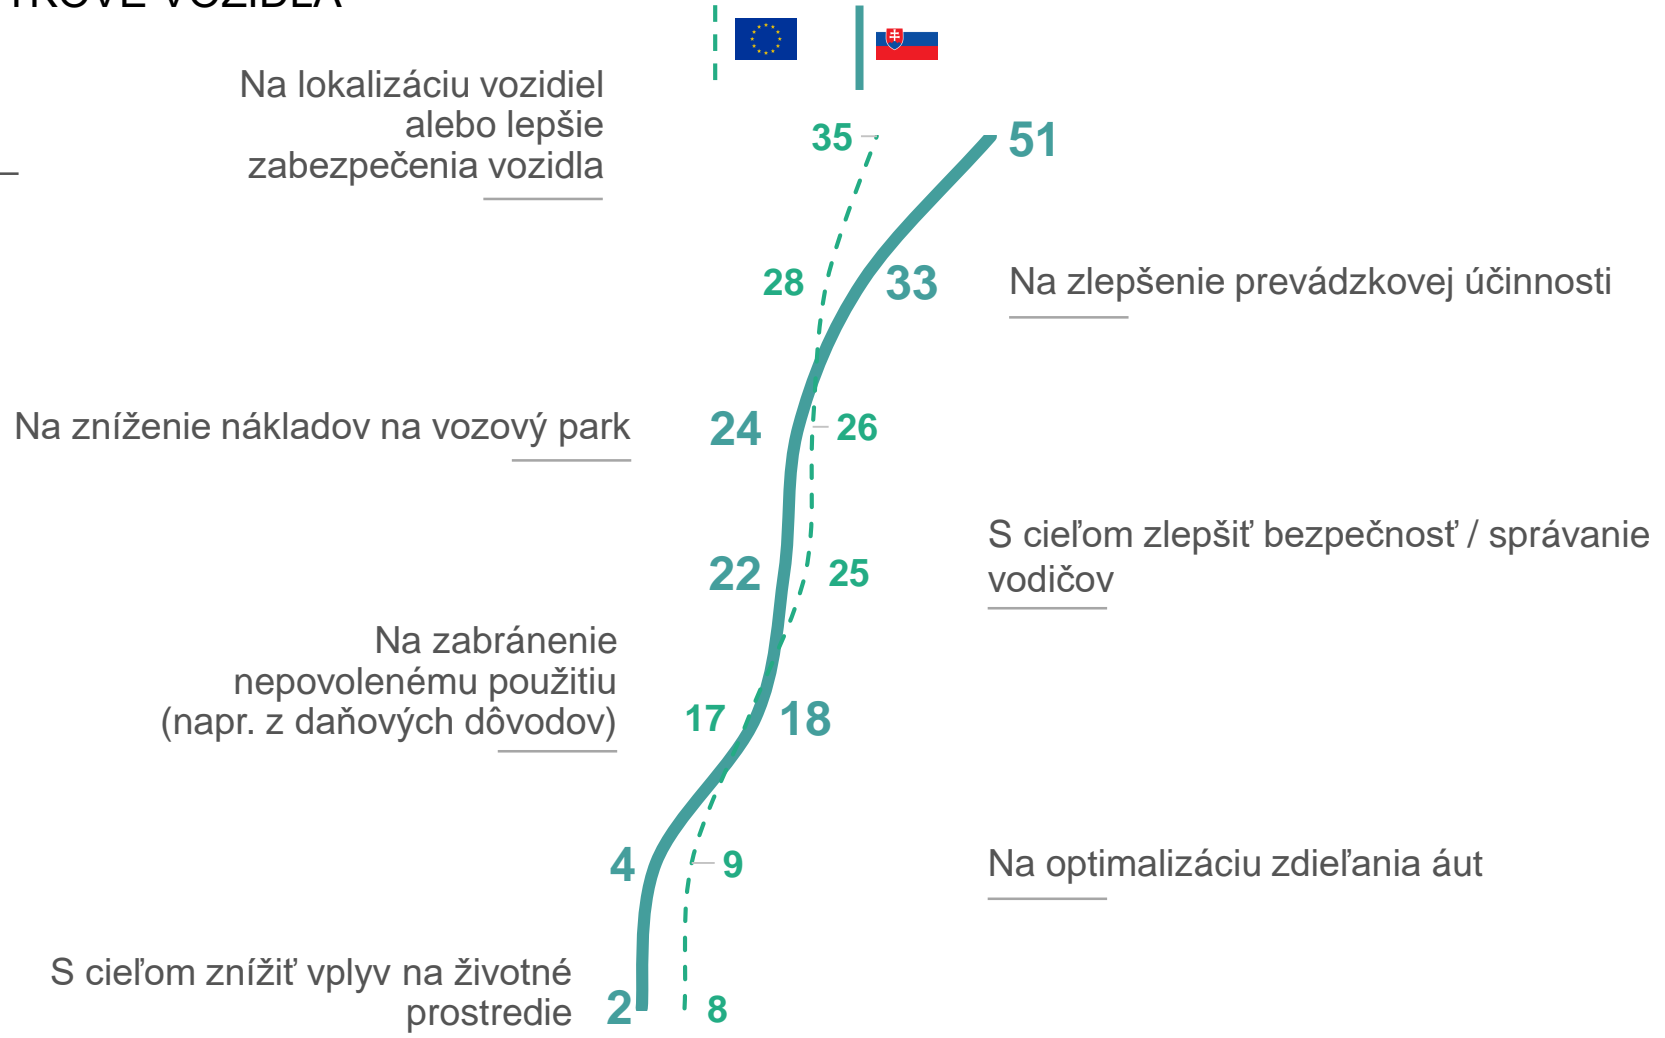 Na lokalizáciu vozidiel
alebo lepšie
zabezpečenia vozidla
35
51
28
33
Na zlepšenie prevádzkovej účinnosti
Na zníženie nákladov na vozový park
24
26
S cieľom zlepšiť bezpečnosť / správanie
vodičov
22
25
Na zabránenie
nepovolenému použitiu
(napr. z daňových dôvodov)
17
18
4
9
Na optimalizáciu zdieľania áut
S cieľom znížiť vplyv na životné
prostredie
2
8